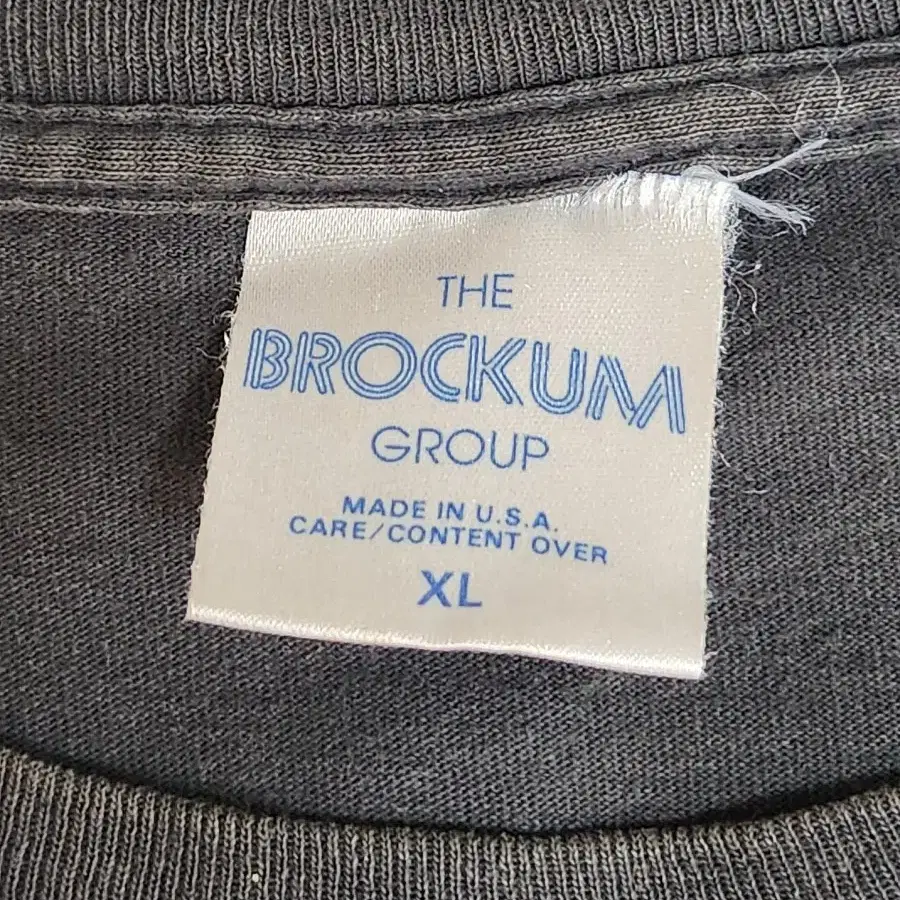 THE
BROCKUM
GROUP
MADE IN U.S.A.
CARE/CONTENT OVER
XL